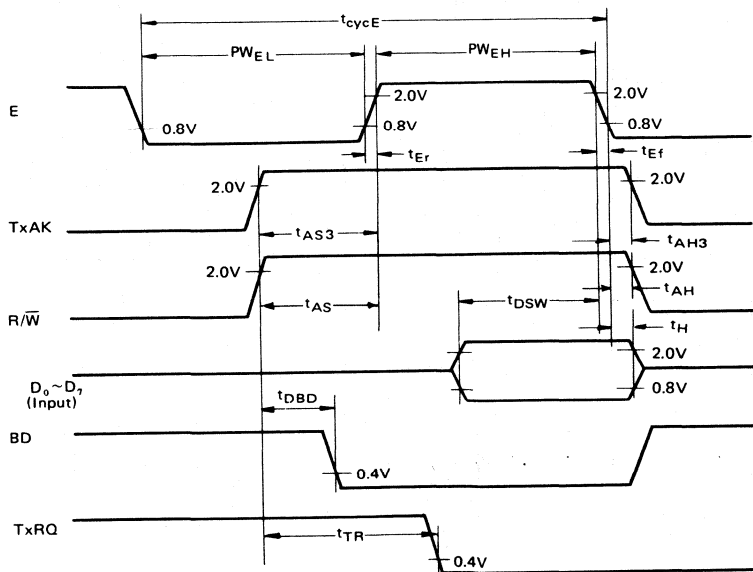 tcycE
PWEL
PWEH
E
0.8V
2.0V
0.8V
2.0V
0.8V
tEr
tEf
TxAK
2.0V
2.0V
tAS3
tAH3
R/W̅
2.0V
2.0V
tAS
tAH
tDSW
tH
D0~D7
(Input)
2.0V
0.8V
tDBD
BD
0.4V
TxRQ
tTR
0.4V